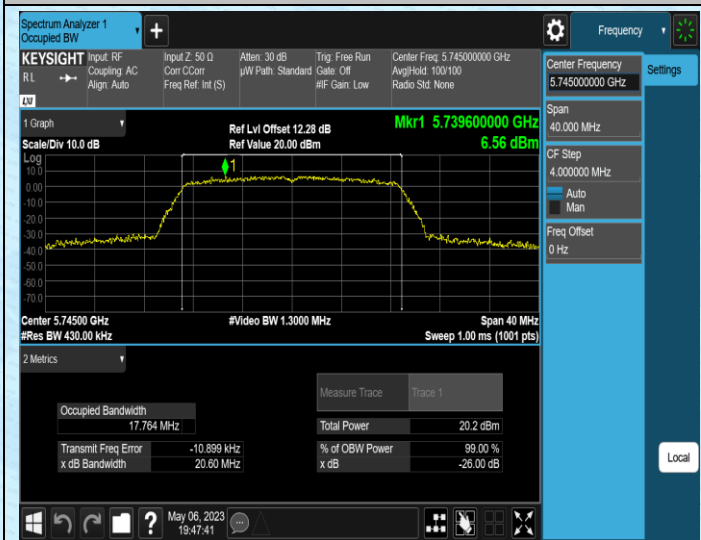 Spectrum Analyzer 1
Occupied BW
Frequency
KEYSIGHT
R L
LXI
Input: RF
Coupling: AC
Align: Auto
Input Z: 50 Ω
Corr CCorr
Freq Ref: Int (S)
Atten: 30 dB
µW Path: Standard
Trig: Free Run
Gate: Off
#IF Gain: Low
Center Freq: 5.745000000 GHz
Avg|Hold: 100/100
Radio Std: None
Center Frequency
5.745000000 GHz
Settings
Span
40.000 MHz
CF Step
4.000000 MHz
Auto
Man
Freq Offset
0 Hz
Local
1 Graph
Scale/Div 10.0 dB
Ref Lvl Offset 12.28 dB
Ref Value 20.00 dBm
Mkr1 5.739600000 GHz
6.56 dBm
Log
10.0
0.00
-10.0
-20.0
-30.0
-40.0
-50.0
-60.0
-70.0
1
Center 5.74500 GHz
#Res BW 430.00 kHz
#Video BW 1.3000 MHz
Span 40 MHz
Sweep 1.00 ms (1001 pts)
2 Metrics
Measure Trace Trace 1
Occupied Bandwidth
17.764 MHz
Total Power 20.2 dBm
Transmit Freq Error -10.899 kHz
% of OBW Power 99.00 %
x dB Bandwidth 20.60 MHz
x dB -26.00 dB
May 06, 2023
19:47:41